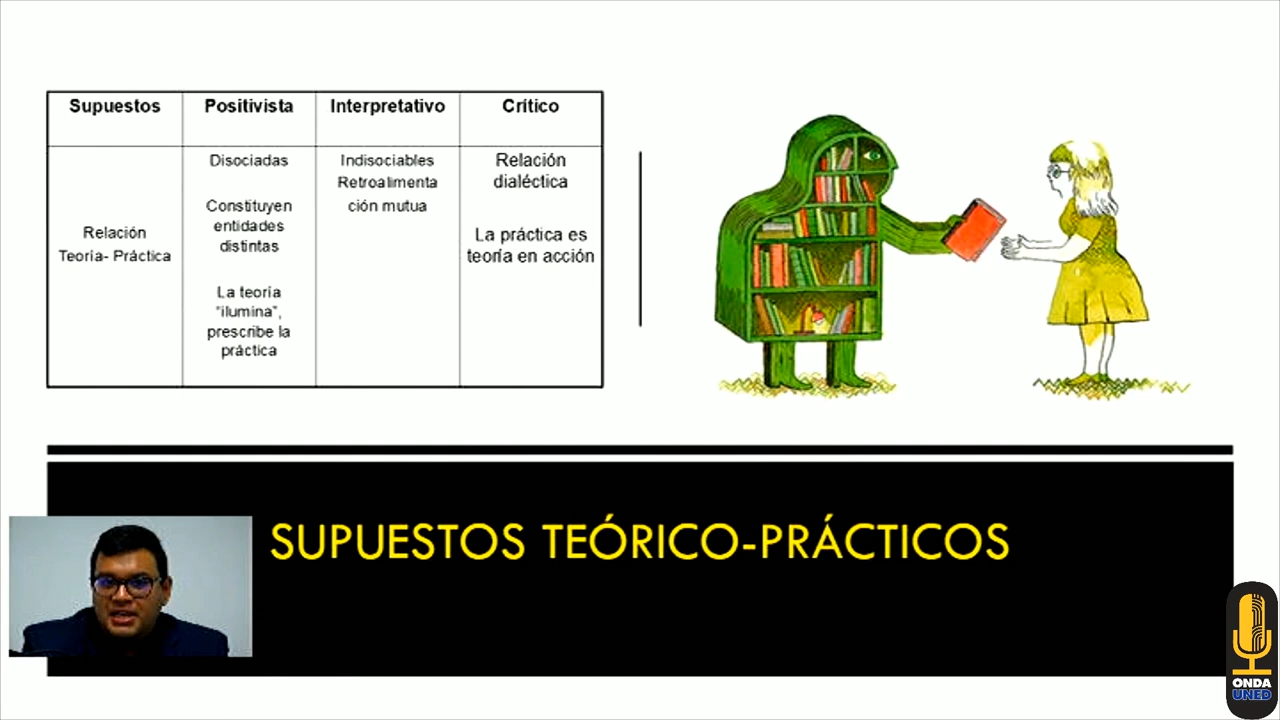 Supuestos Positivista Interpretativo Crítico
Relación
Teoría- Práctica
Disociadas
Constituyen
entidades
distintas
La teoría
"ilumina",
prescribe la
práctica
Indisociables
Retroalimenta
ción mutua
Relación
dialéctica
La práctica es
teoría en acción
SUPUESTOS TEÓRICO-PRÁCTICOS
ONDA
UNED